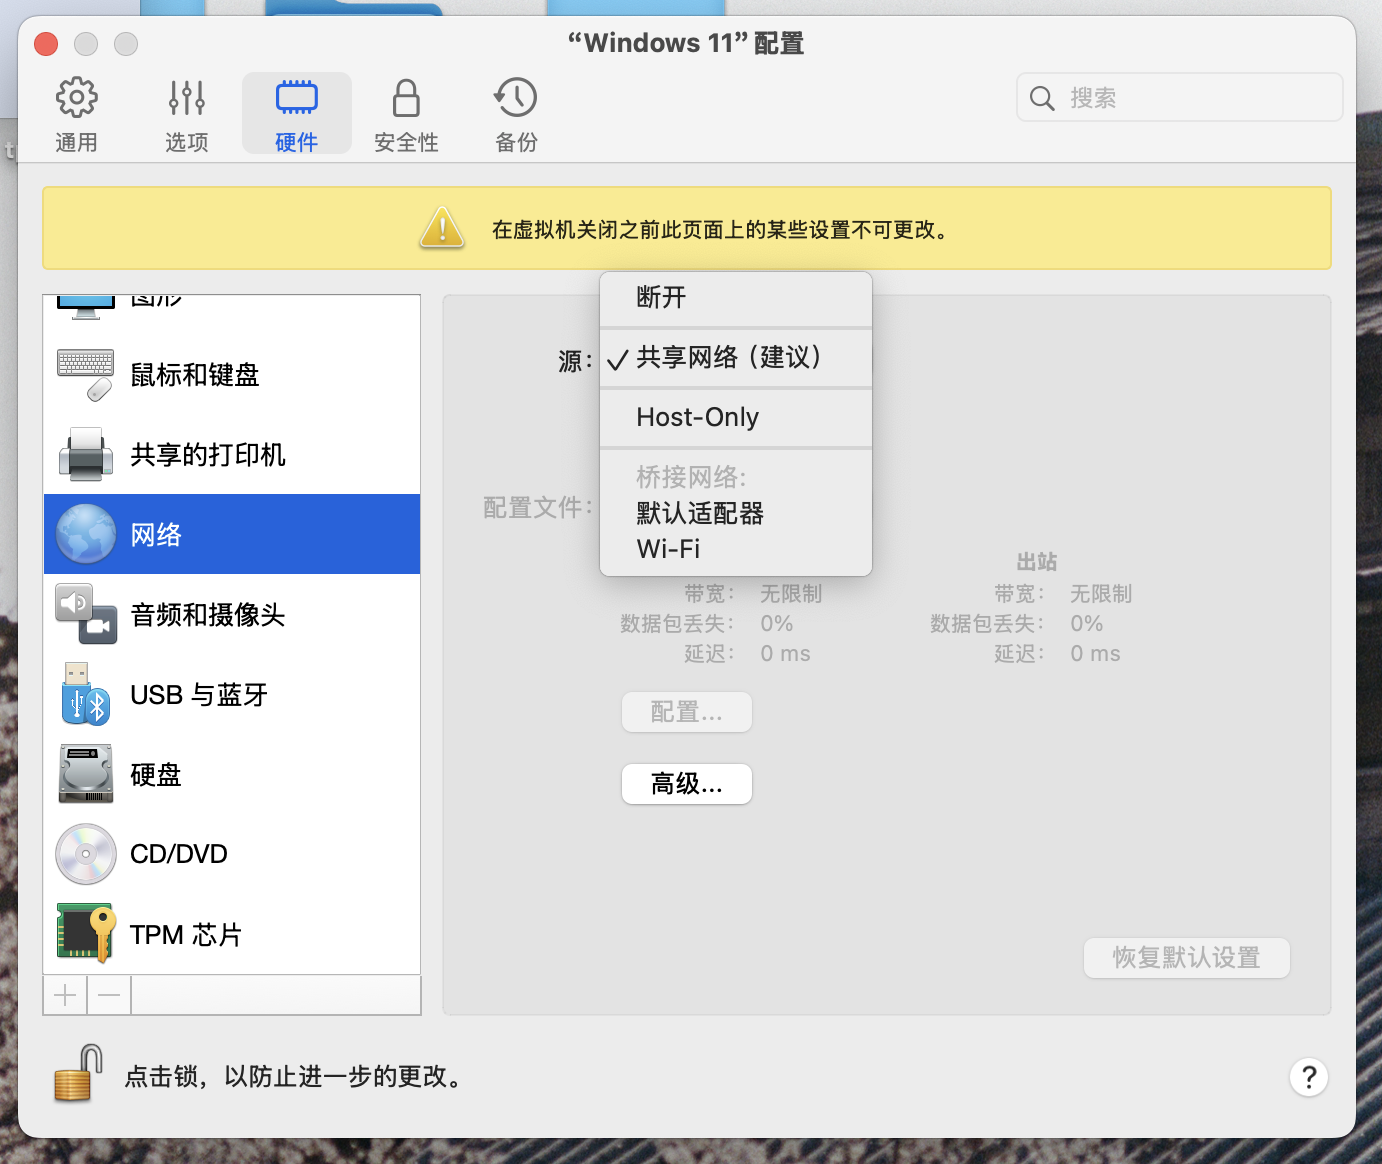 “Windows 11” 配置
通用
选项
硬件
安全性
备份
搜索
在虚拟机关闭之前此页面上的某些设置不可更改。
图形
鼠标和键盘
共享的打印机
网络
音频和摄像头
USB 与蓝牙
硬盘
CD/DVD
TPM 芯片
源：
断开
共享网络（建议）
Host-Only
桥接网络:
默认适配器
Wi-Fi
配置文件：
带宽： 无限制
数据包丢失： 0%
延迟： 0 ms
出站
带宽： 无限制
数据包丢失： 0%
延迟： 0 ms
配置...
高级...
恢复默认设置
点击锁，以防止进一步的更改。
?